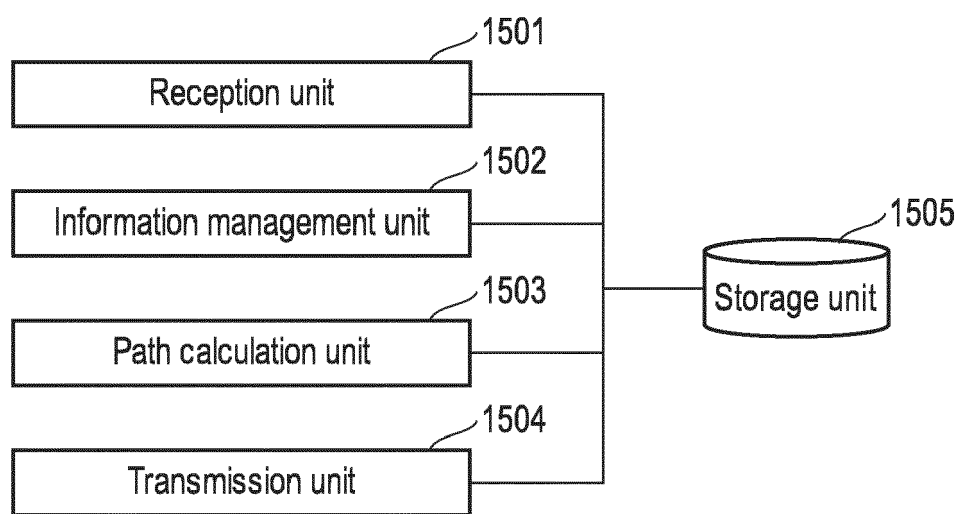 1501
Reception unit
1502
Information management unit
1505
1503
Storage unit
Path calculation unit
1504
Transmission unit